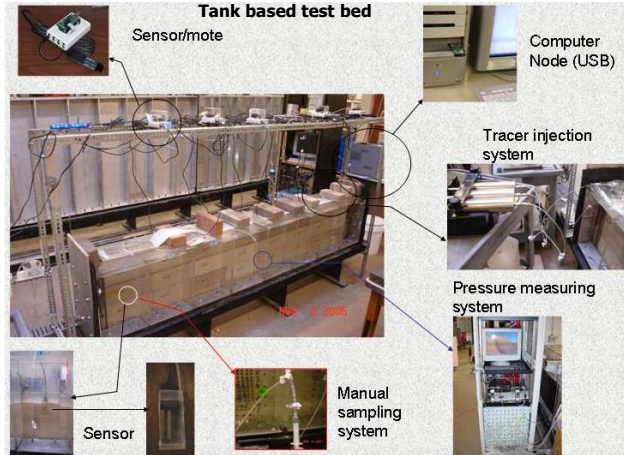 Tank based test bed
Sensor/mote
Computer
Node (USB)
Tracer injection
system
Pressure measuring
system
Manual
sampling
system
Sensor